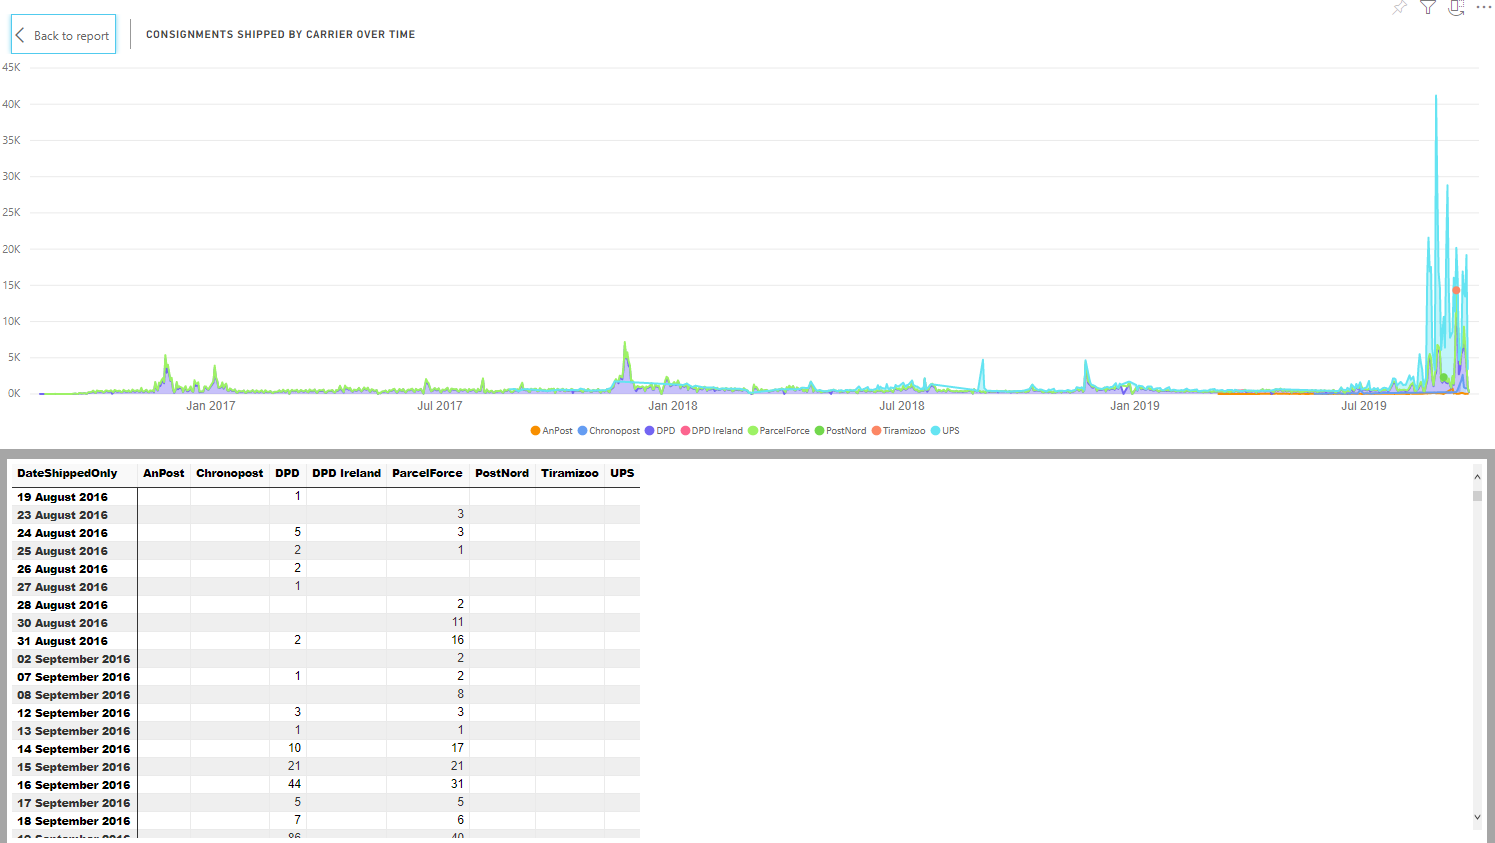 Back to report
CONSIGNMENTS SHIPPED BY CARRIER OVER TIME
45K
40K
35K
30K
25K
20K
15K
10K
5K
0K
Jan 2017 Jul 2017 Jan 2018 Jul 2018 Jan 2019 Jul 2019
AnPost Chronopost DPD DPD Ireland ParcelForce PostNord Tiramizoo UPS
DateShippedOnly AnPost Chronopost DPD DPD Ireland ParcelForce PostNord Tiramizoo UPS
19 August 2016 1
23 August 2016 3
24 August 2016 5 3
25 August 2016 2 1
26 August 2016 2
27 August 2016 1
28 August 2016 2
30 August 2016 11
31 August 2016 2 16
02 September 2016 2
07 September 2016 1 2
08 September 2016 8
12 September 2016 3 3
13 September 2016 1 1
14 September 2016 10 17
15 September 2016 21 21
16 September 2016 44 31
17 September 2016 5 5
18 September 2016 7 6